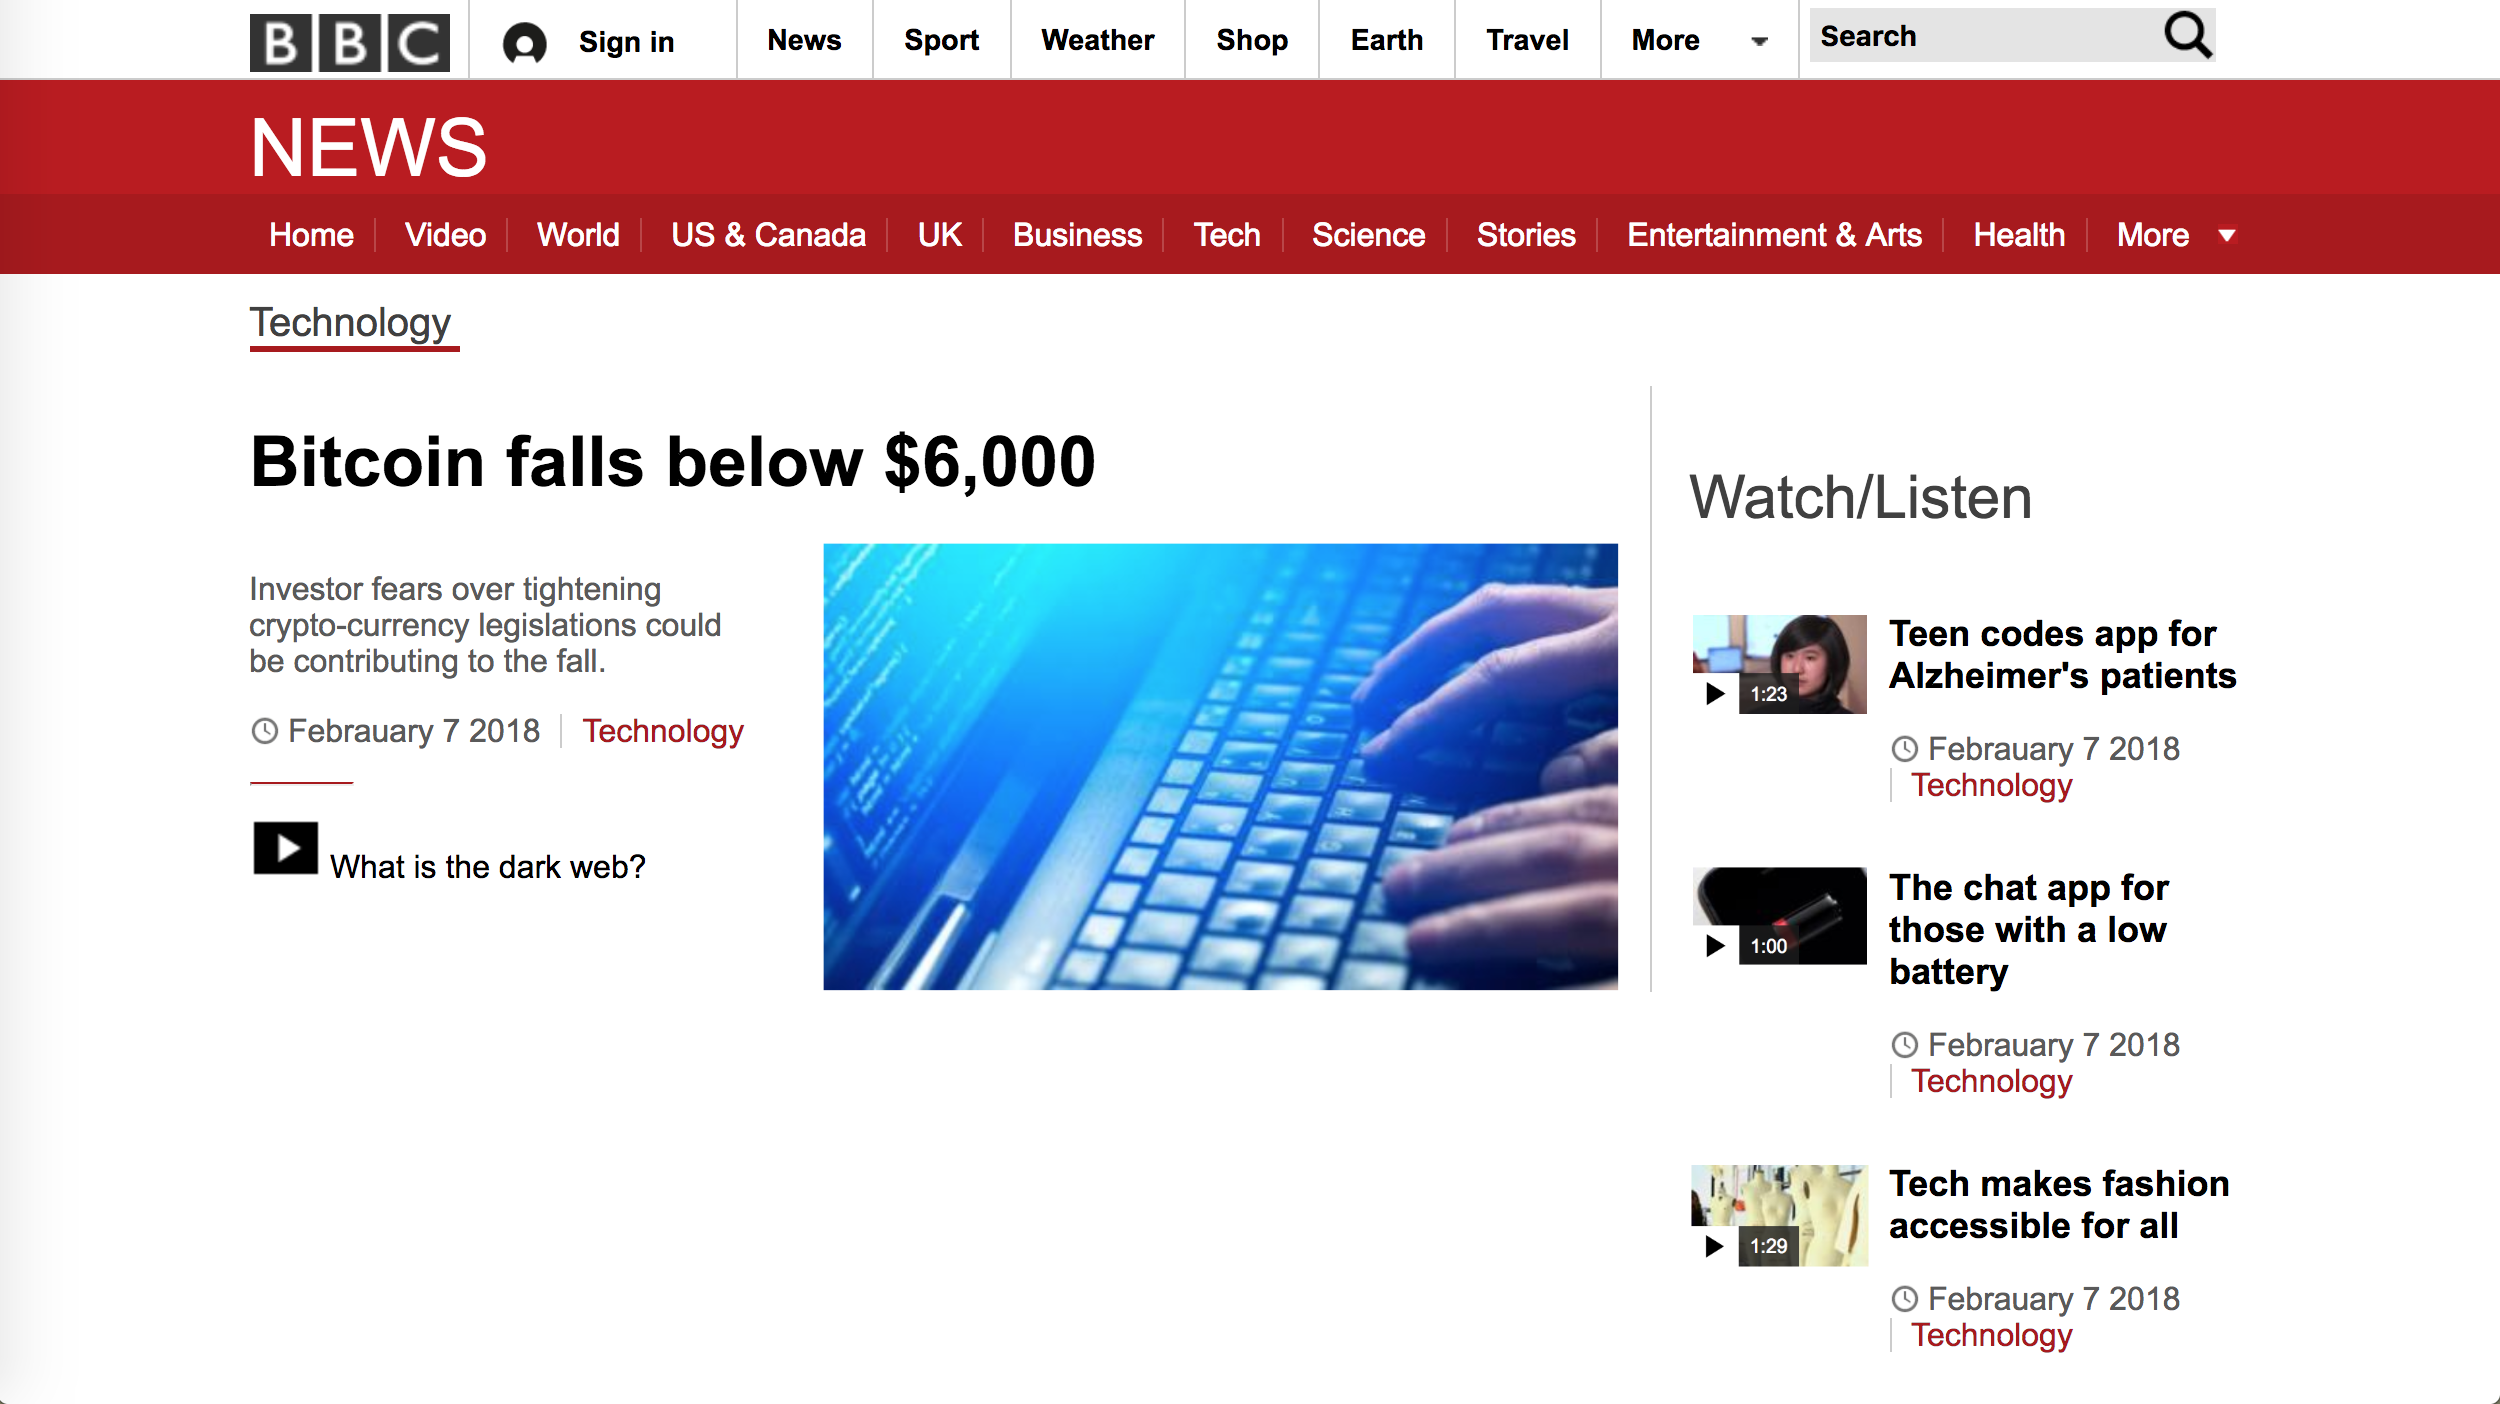 BBC
Sign in
News
Sport
Weather
Shop
Earth
Travel
More
Search
NEWS
Home
Video
World
US & Canada
UK
Business
Tech
Science
Stories
Entertainment & Arts
Health
More
Technology
Bitcoin falls below $6,000
Investor fears over tightening
crypto-currency legislations could
be contributing to the fall.
Febrauary 7 2018
Technology
What is the dark web?
Watch/Listen
1:23
Teen codes app for
Alzheimer's patients
Febrauary 7 2018
Technology
1:00
The chat app for
those with a low
battery
Febrauary 7 2018
Technology
1:29
Tech makes fashion
accessible for all
Febrauary 7 2018
Technology